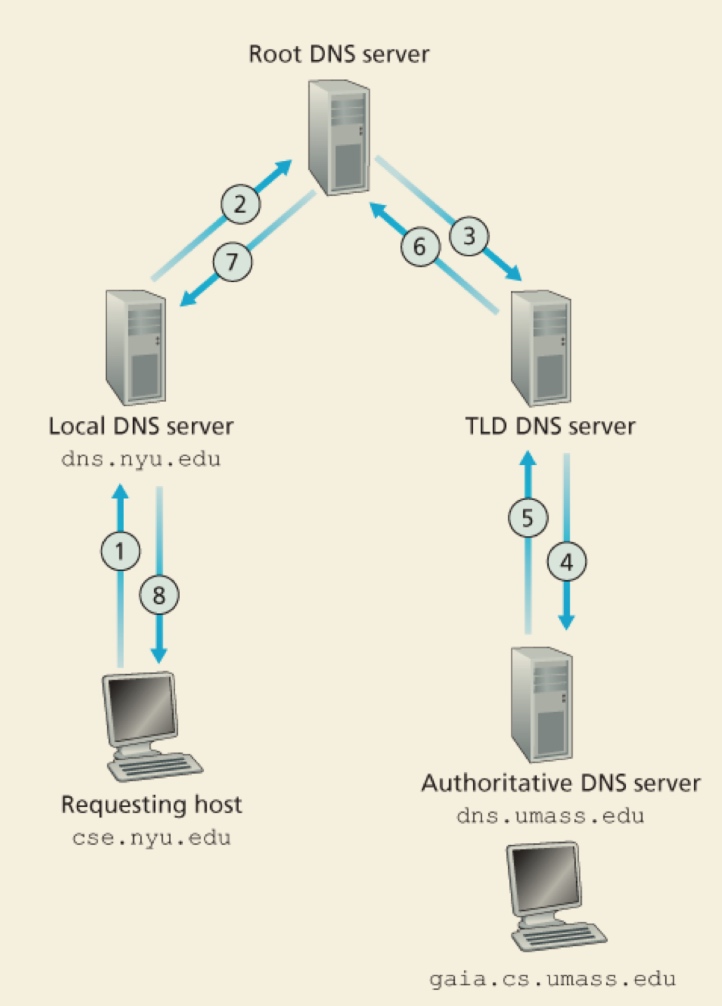 Root DNS server
2
3
7
6
Local DNS server
dns.nyu.edu
TLD DNS server
1
8
5
4
Requesting host
cse.nyu.edu
Authoritative DNS server
dns.umass.edu
gaia.cs.umass.edu